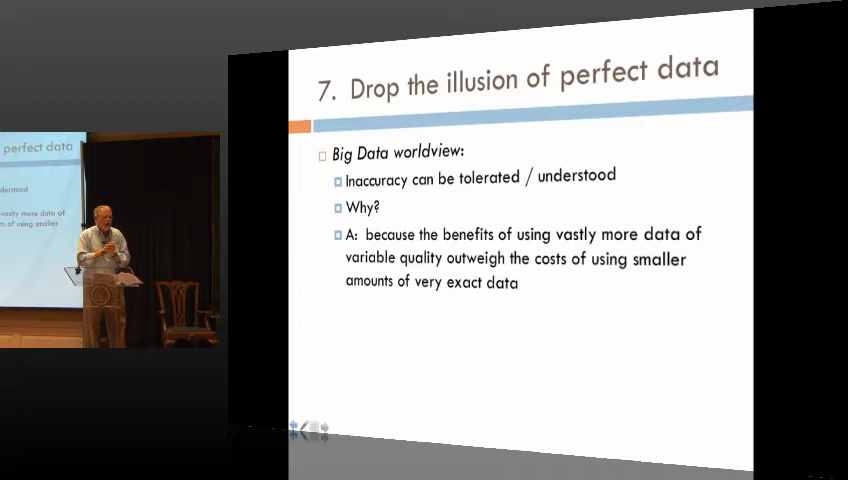 7. Drop the illusion of perfect data
Big Data worldview:
Inaccuracy can be tolerated / understood
Why?
A: because the benefits of using vastly more data of
variable quality outweigh the costs of using smaller
amounts of very exact data
perfect data
derstood
vastly more data of
ts of using smaller